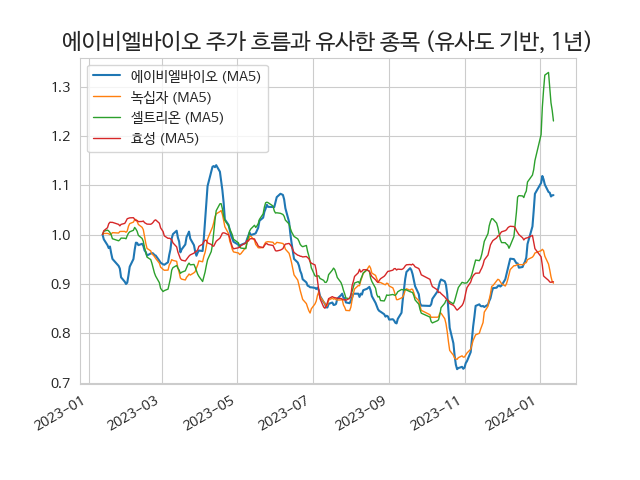 에이비엘바이오 주가 흐름과 유사한 종목 (유사도 기반, 1년)
에이비엘바이오 (MA5)
녹십자 (MA5)
셀트리온 (MA5)
효성 (MA5)
1.3
1.2
1.1
1.0
0.9
0.8
0.7
2023-01
2023-03
2023-05
2023-07
2023-09
2023-11
2024-01